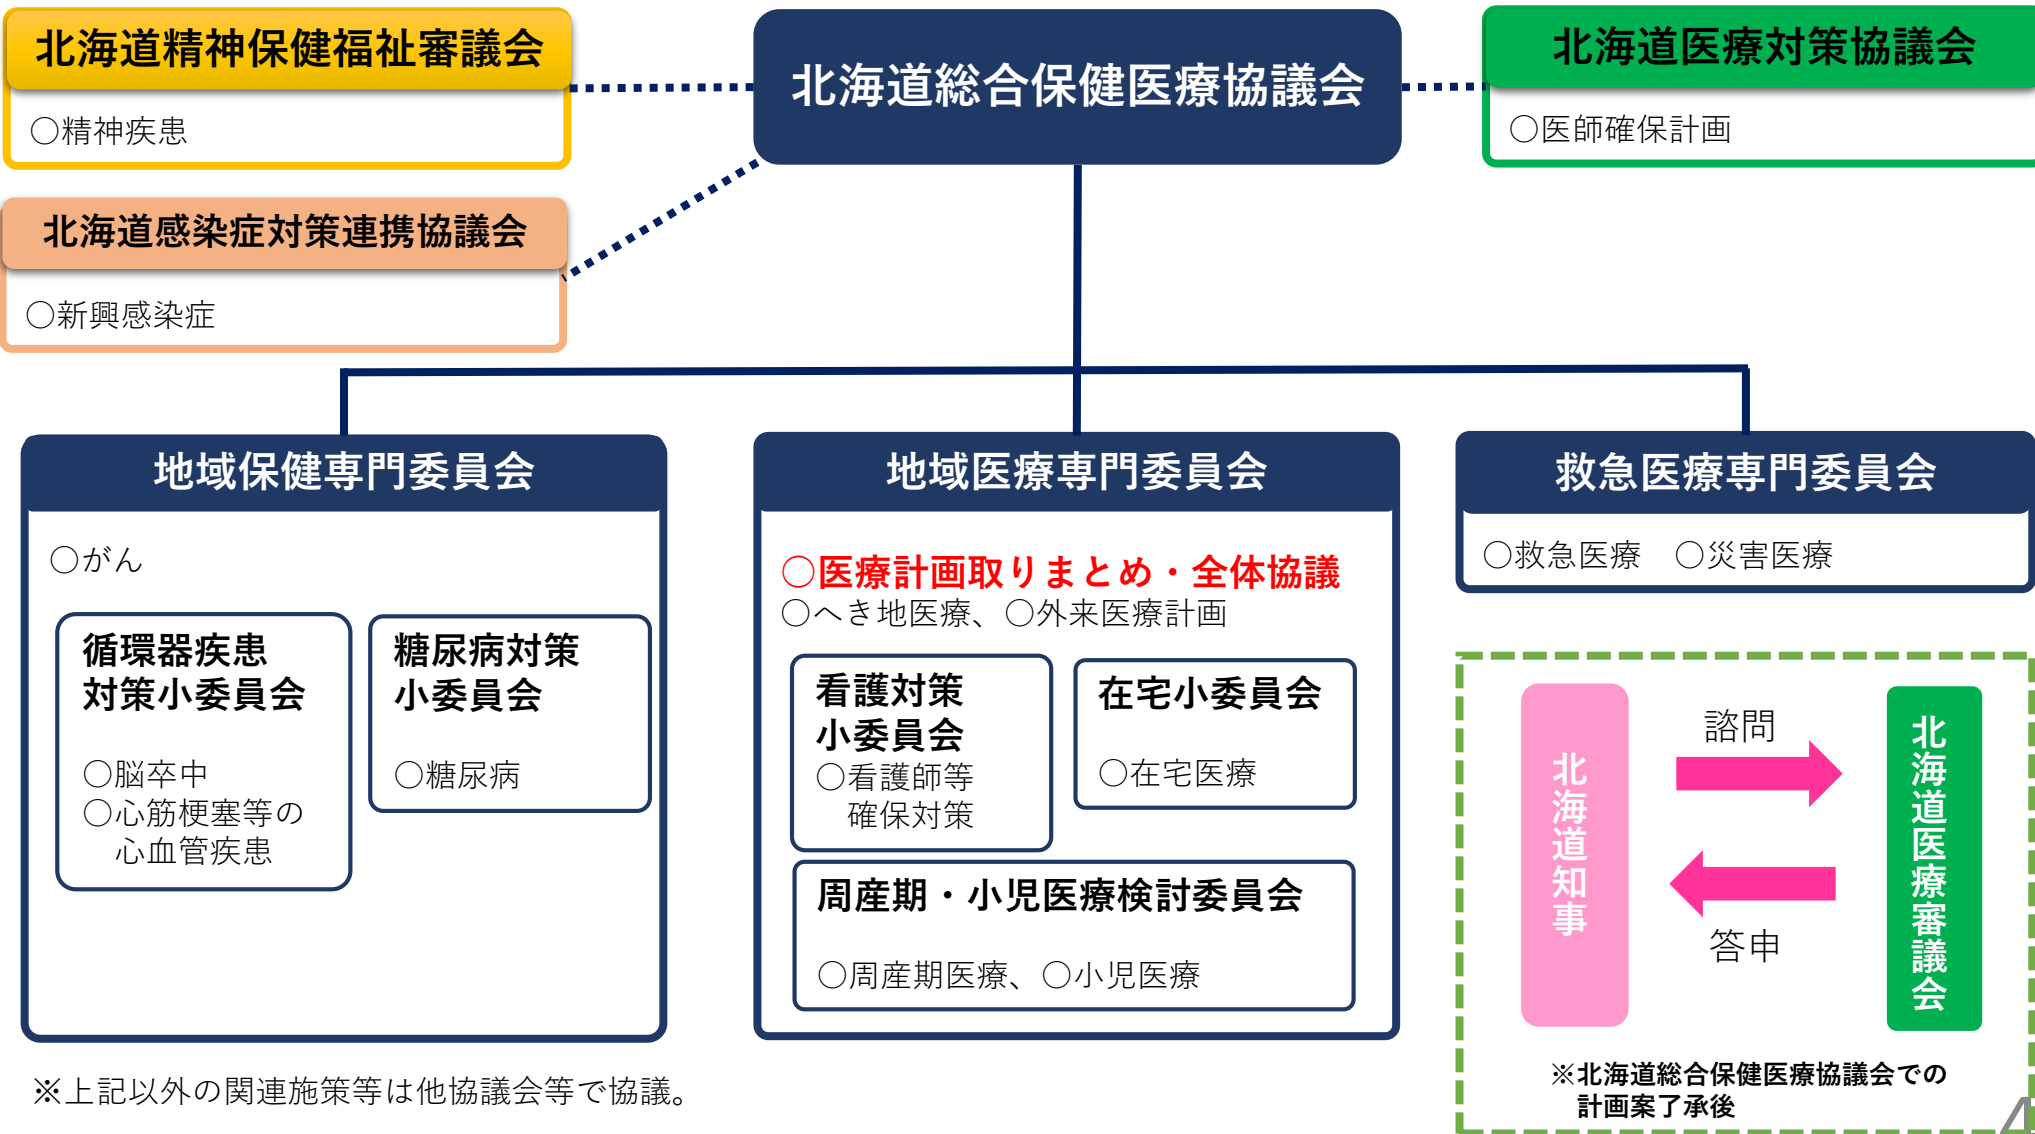 北海道精神保健福祉審議会
○精神疾患
北海道総合保健医療協議会
北海道医療対策協議会
○医師確保計画
北海道感染症対策連携協議会
○新興感染症
地域保健専門委員会
○がん
循環器疾患
対策小委員会
○脳卒中
○心筋梗塞等の
心血管疾患
糖尿病対策
小委員会
○糖尿病
地域医療専門委員会
○医療計画取りまとめ・全体協議
○へき地医療、○外来医療計画
看護対策
小委員会
○看護師等
確保対策
在宅小委員会
○在宅医療
周産期・小児医療検討委員会
○周産期医療、○小児医療
救急医療専門委員会
○救急医療　○災害医療
北海道知事
諮問
答申
北海道医療審議会
※北海道総合保健医療協議会での
計画案了承後
※上記以外の関連施策等は他協議会等で協議。
4